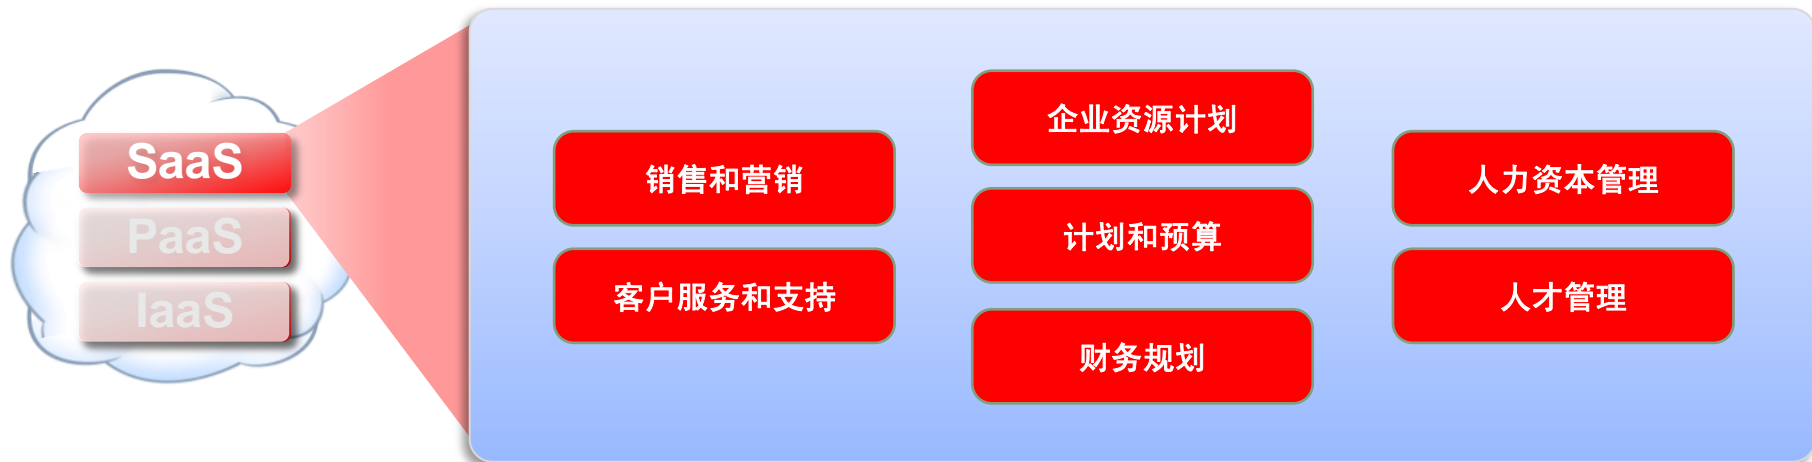 SaaS
PaaS
IaaS
销售和营销
客户服务和支持
企业资源计划
计划和预算
财务规划
人力资本管理
人才管理